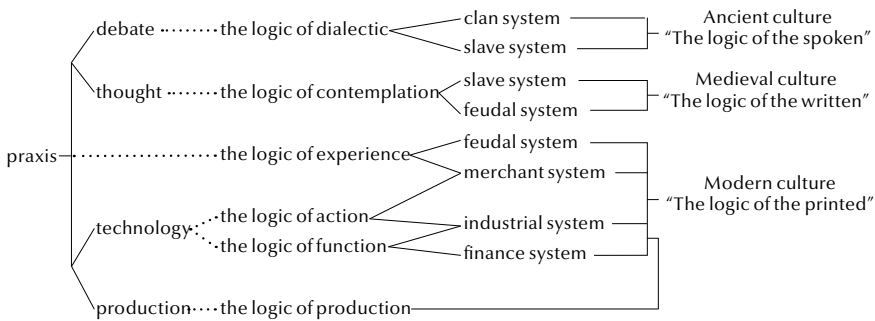 debate
the logic of dialectic
clan system
slave system
Ancient culture
“The logic of the spoken”
thought
the logic of contemplation
slave system
feudal system
Medieval culture
“The logic of the written”
praxis
the logic of experience
feudal system
merchant system
Modern culture
“The logic of the printed”
technology
the logic of action
the logic of function
industrial system
finance system
production
the logic of production